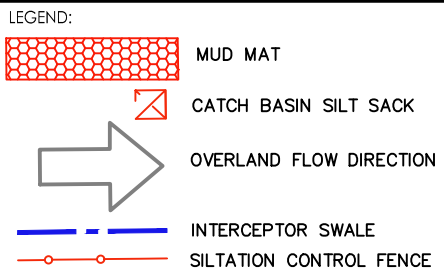 LEGEND:
MUD MAT
CATCH BASIN SILT SACK
OVERLAND FLOW DIRECTION
INTERCEPTOR SWALE
SILTATION CONTROL FENCE